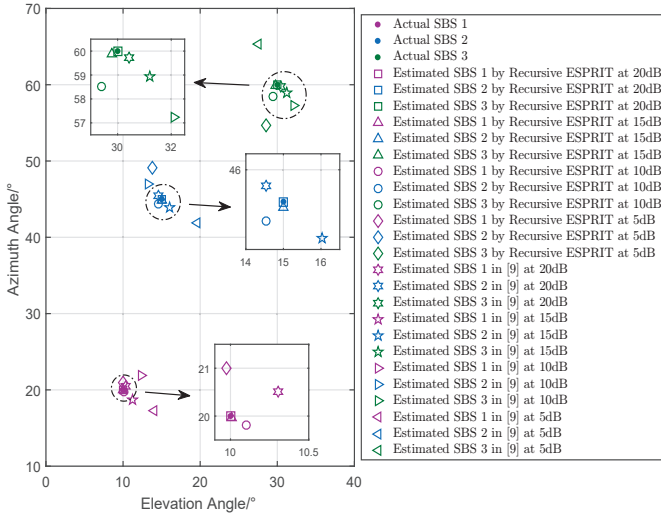 70
60
50
40
30
20
10
0
10
20
30
40
Azimuth Angle/°
Elevation Angle/°
60
59
58
57
30
31
32
46
14
15
16
21
20
10
10.5
Actual SBS 1
Actual SBS 2
Actual SBS 3
Estimated SBS 1 by Recursive ESPRIT at 20dB
Estimated SBS 2 by Recursive ESPRIT at 20dB
Estimated SBS 3 by Recursive ESPRIT at 20dB
Estimated SBS 1 by Recursive ESPRIT at 15dB
Estimated SBS 2 by Recursive ESPRIT at 15dB
Estimated SBS 3 by Recursive ESPRIT at 15dB
Estimated SBS 1 by Recursive ESPRIT at 10dB
Estimated SBS 2 by Recursive ESPRIT at 10dB
Estimated SBS 3 by Recursive ESPRIT at 10dB
Estimated SBS 1 by Recursive ESPRIT at 5dB
Estimated SBS 2 by Recursive ESPRIT at 5dB
Estimated SBS 3 by Recursive ESPRIT at 5dB
Estimated SBS 1 in [9] at 20dB
Estimated SBS 2 in [9] at 20dB
Estimated SBS 3 in [9] at 20dB
Estimated SBS 1 in [9] at 15dB
Estimated SBS 2 in [9] at 15dB
Estimated SBS 3 in [9] at 15dB
Estimated SBS 1 in [9] at 10dB
Estimated SBS 2 in [9] at 10dB
Estimated SBS 3 in [9] at 10dB
Estimated SBS 1 in [9] at 5dB
Estimated SBS 2 in [9] at 5dB
Estimated SBS 3 in [9] at 5dB